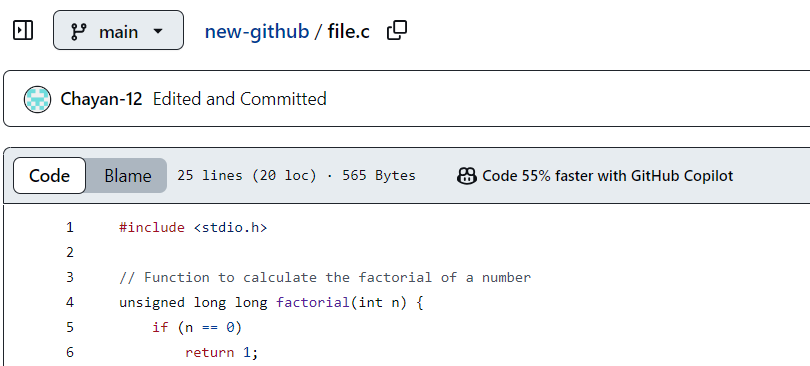 main
new-github / file.c
Chayan-12 Edited and Committed
Code Blame 25 lines (20 loc) · 565 Bytes Code 55% faster with GitHub Copilot
1 #include <stdio.h>
2
3 // Function to calculate the factorial of a number
4 unsigned long long factorial(int n) {
5 if (n == 0)
6 return 1;